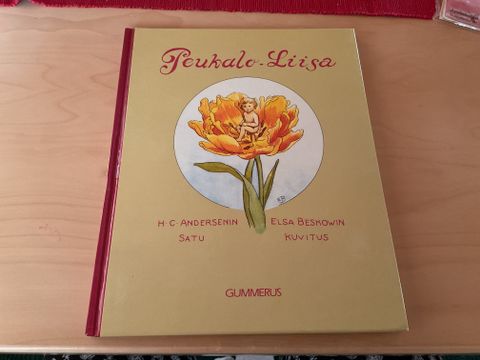 Peukalo-Liisa
H·C·ANDERSENIN ELSA BESKOWIN
SATU KUVITUS
GUMMERUS